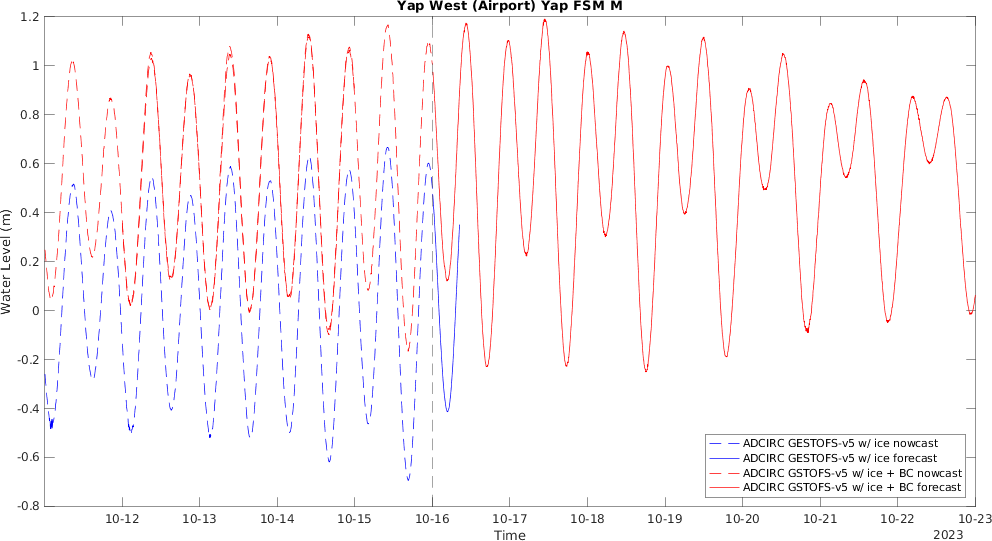 Yap West (Airport) Yap FSM M
Water Level (m)
1.2
1
0.8
0.6
0.4
0.2
0
-0.2
-0.4
-0.6
-0.8
ADCIRC GESTOFS-v5 w/ ice nowcast
ADCIRC GESTOFS-v5 w/ ice forecast
ADCIRC GSTOFS-v5 w/ ice + BC nowcast
ADCIRC GSTOFS-v5 w/ ice + BC forecast
10-12 10-13 10-14 10-15 10-16 10-17 10-18 10-19 10-20 10-21 10-22 10-23
Time
2023